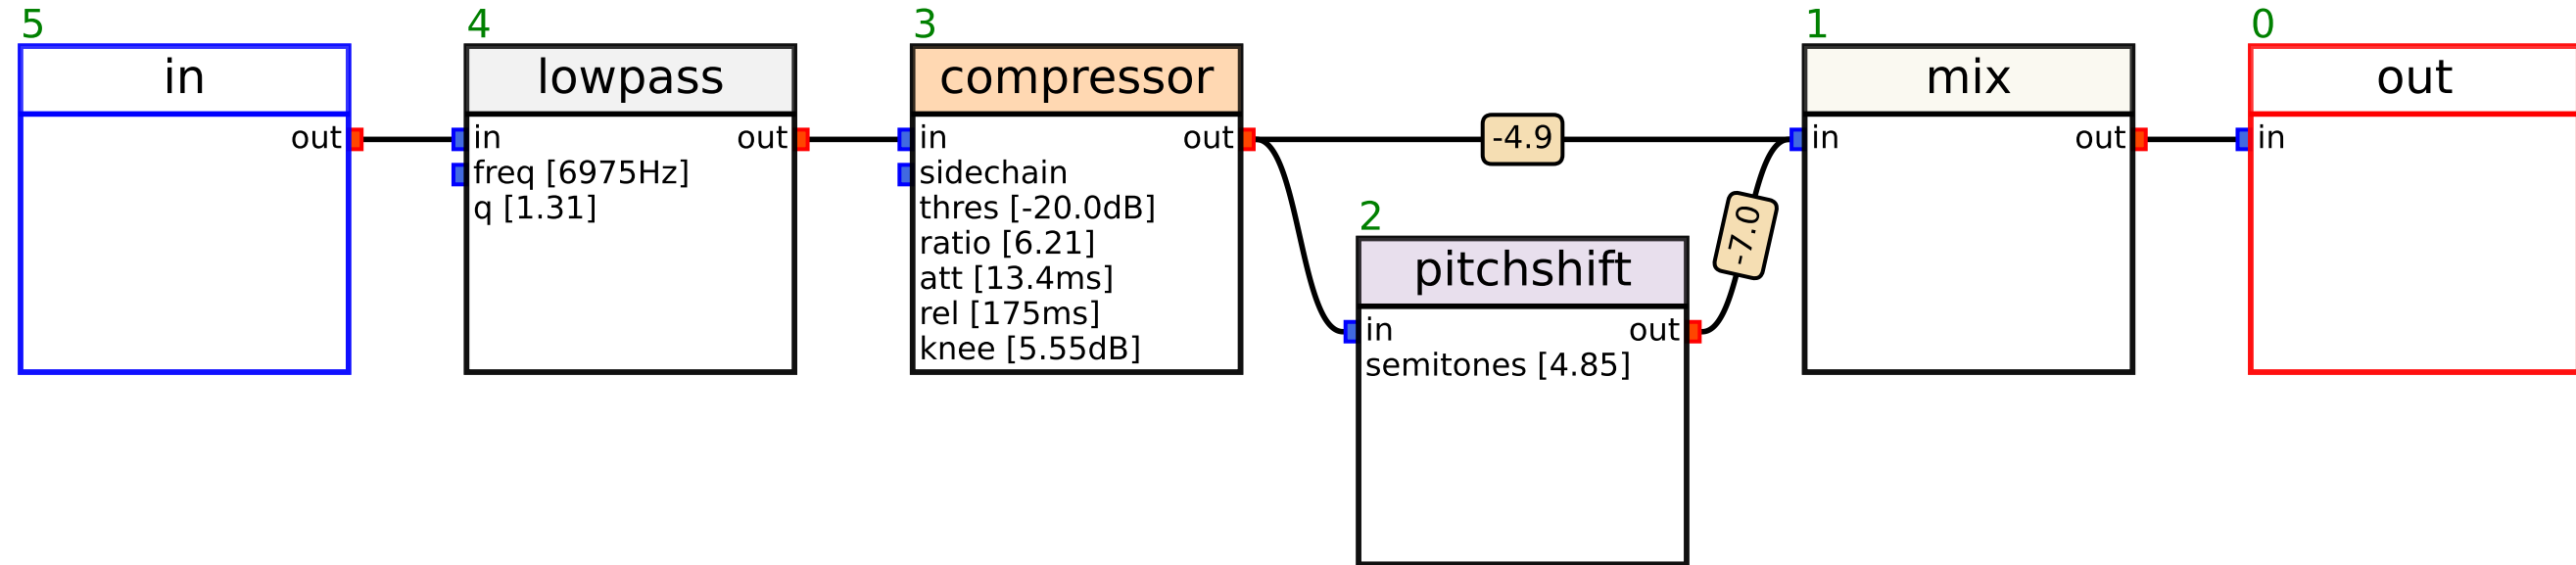 5
in
out
4
lowpass
in out
freq [6975Hz]
q [1.31]
3
compressor
in out
sidechain
thres [-20.0dB]
ratio [6.21]
att [13.4ms]
rel [175ms]
knee [5.55dB]
-4.9
2
pitchshift
in out
semitones [4.85]
-7.0
1
mix
in out
0
out
in